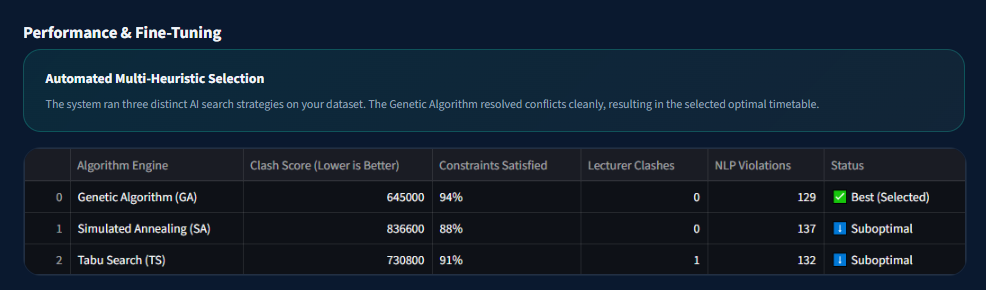 Performance & Fine-Tuning
Automated Multi-Heuristic Selection
The system ran three distinct AI search strategies on your dataset. The Genetic Algorithm resolved conflicts cleanly, resulting in the selected optimal timetable.
Algorithm Engine Clash Score (Lower is Better) Constraints Satisfied Lecturer Clashes NLP Violations Status
0 Genetic Algorithm (GA) 645000 94% 0 129 ✅ Best (Selected)
1 Simulated Annealing (SA) 836600 88% 0 137 ⬇️ Suboptimal
2 Tabu Search (TS) 730800 91% 1 132 ⬇️ Suboptimal